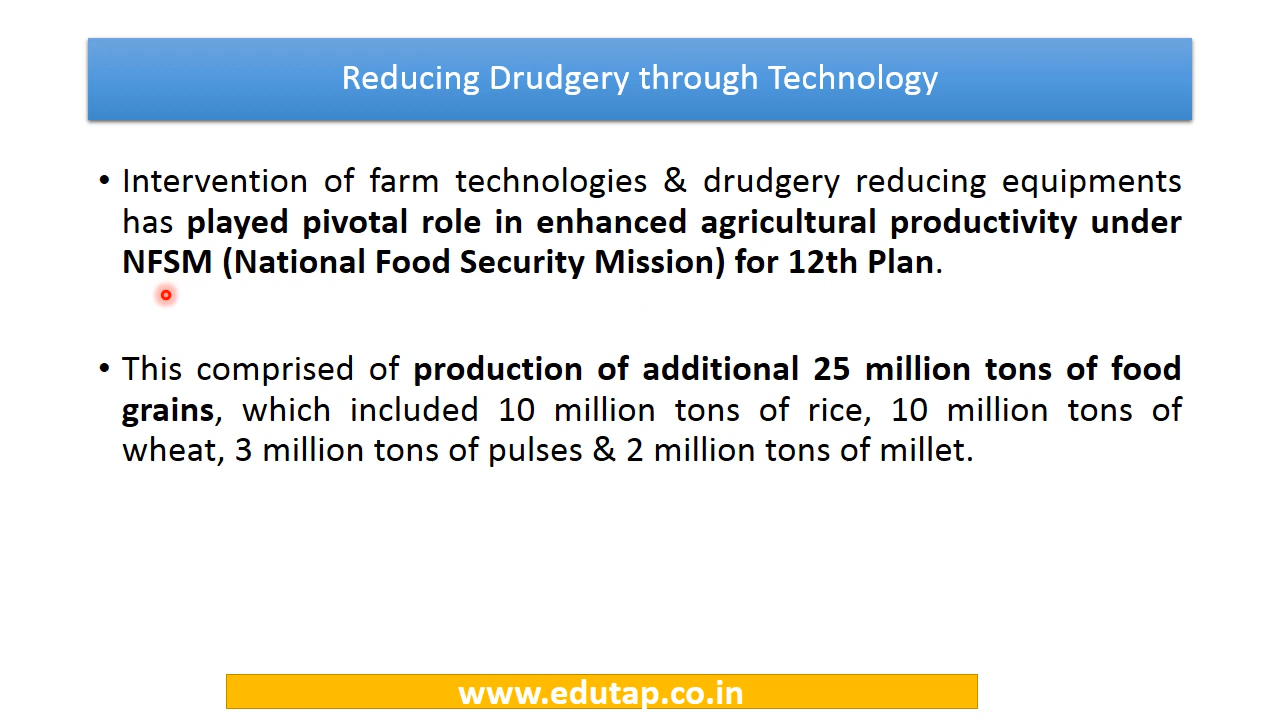 Reducing Drudgery through Technology
• Intervention of farm technologies & drudgery reducing equipments
has played pivotal role in enhanced agricultural productivity under
NFSM (National Food Security Mission) for 12th Plan.
• This comprised of production of additional 25 million tons of food
grains, which included 10 million tons of rice, 10 million tons of
wheat, 3 million tons of pulses & 2 million tons of millet.
www.edutap.co.in